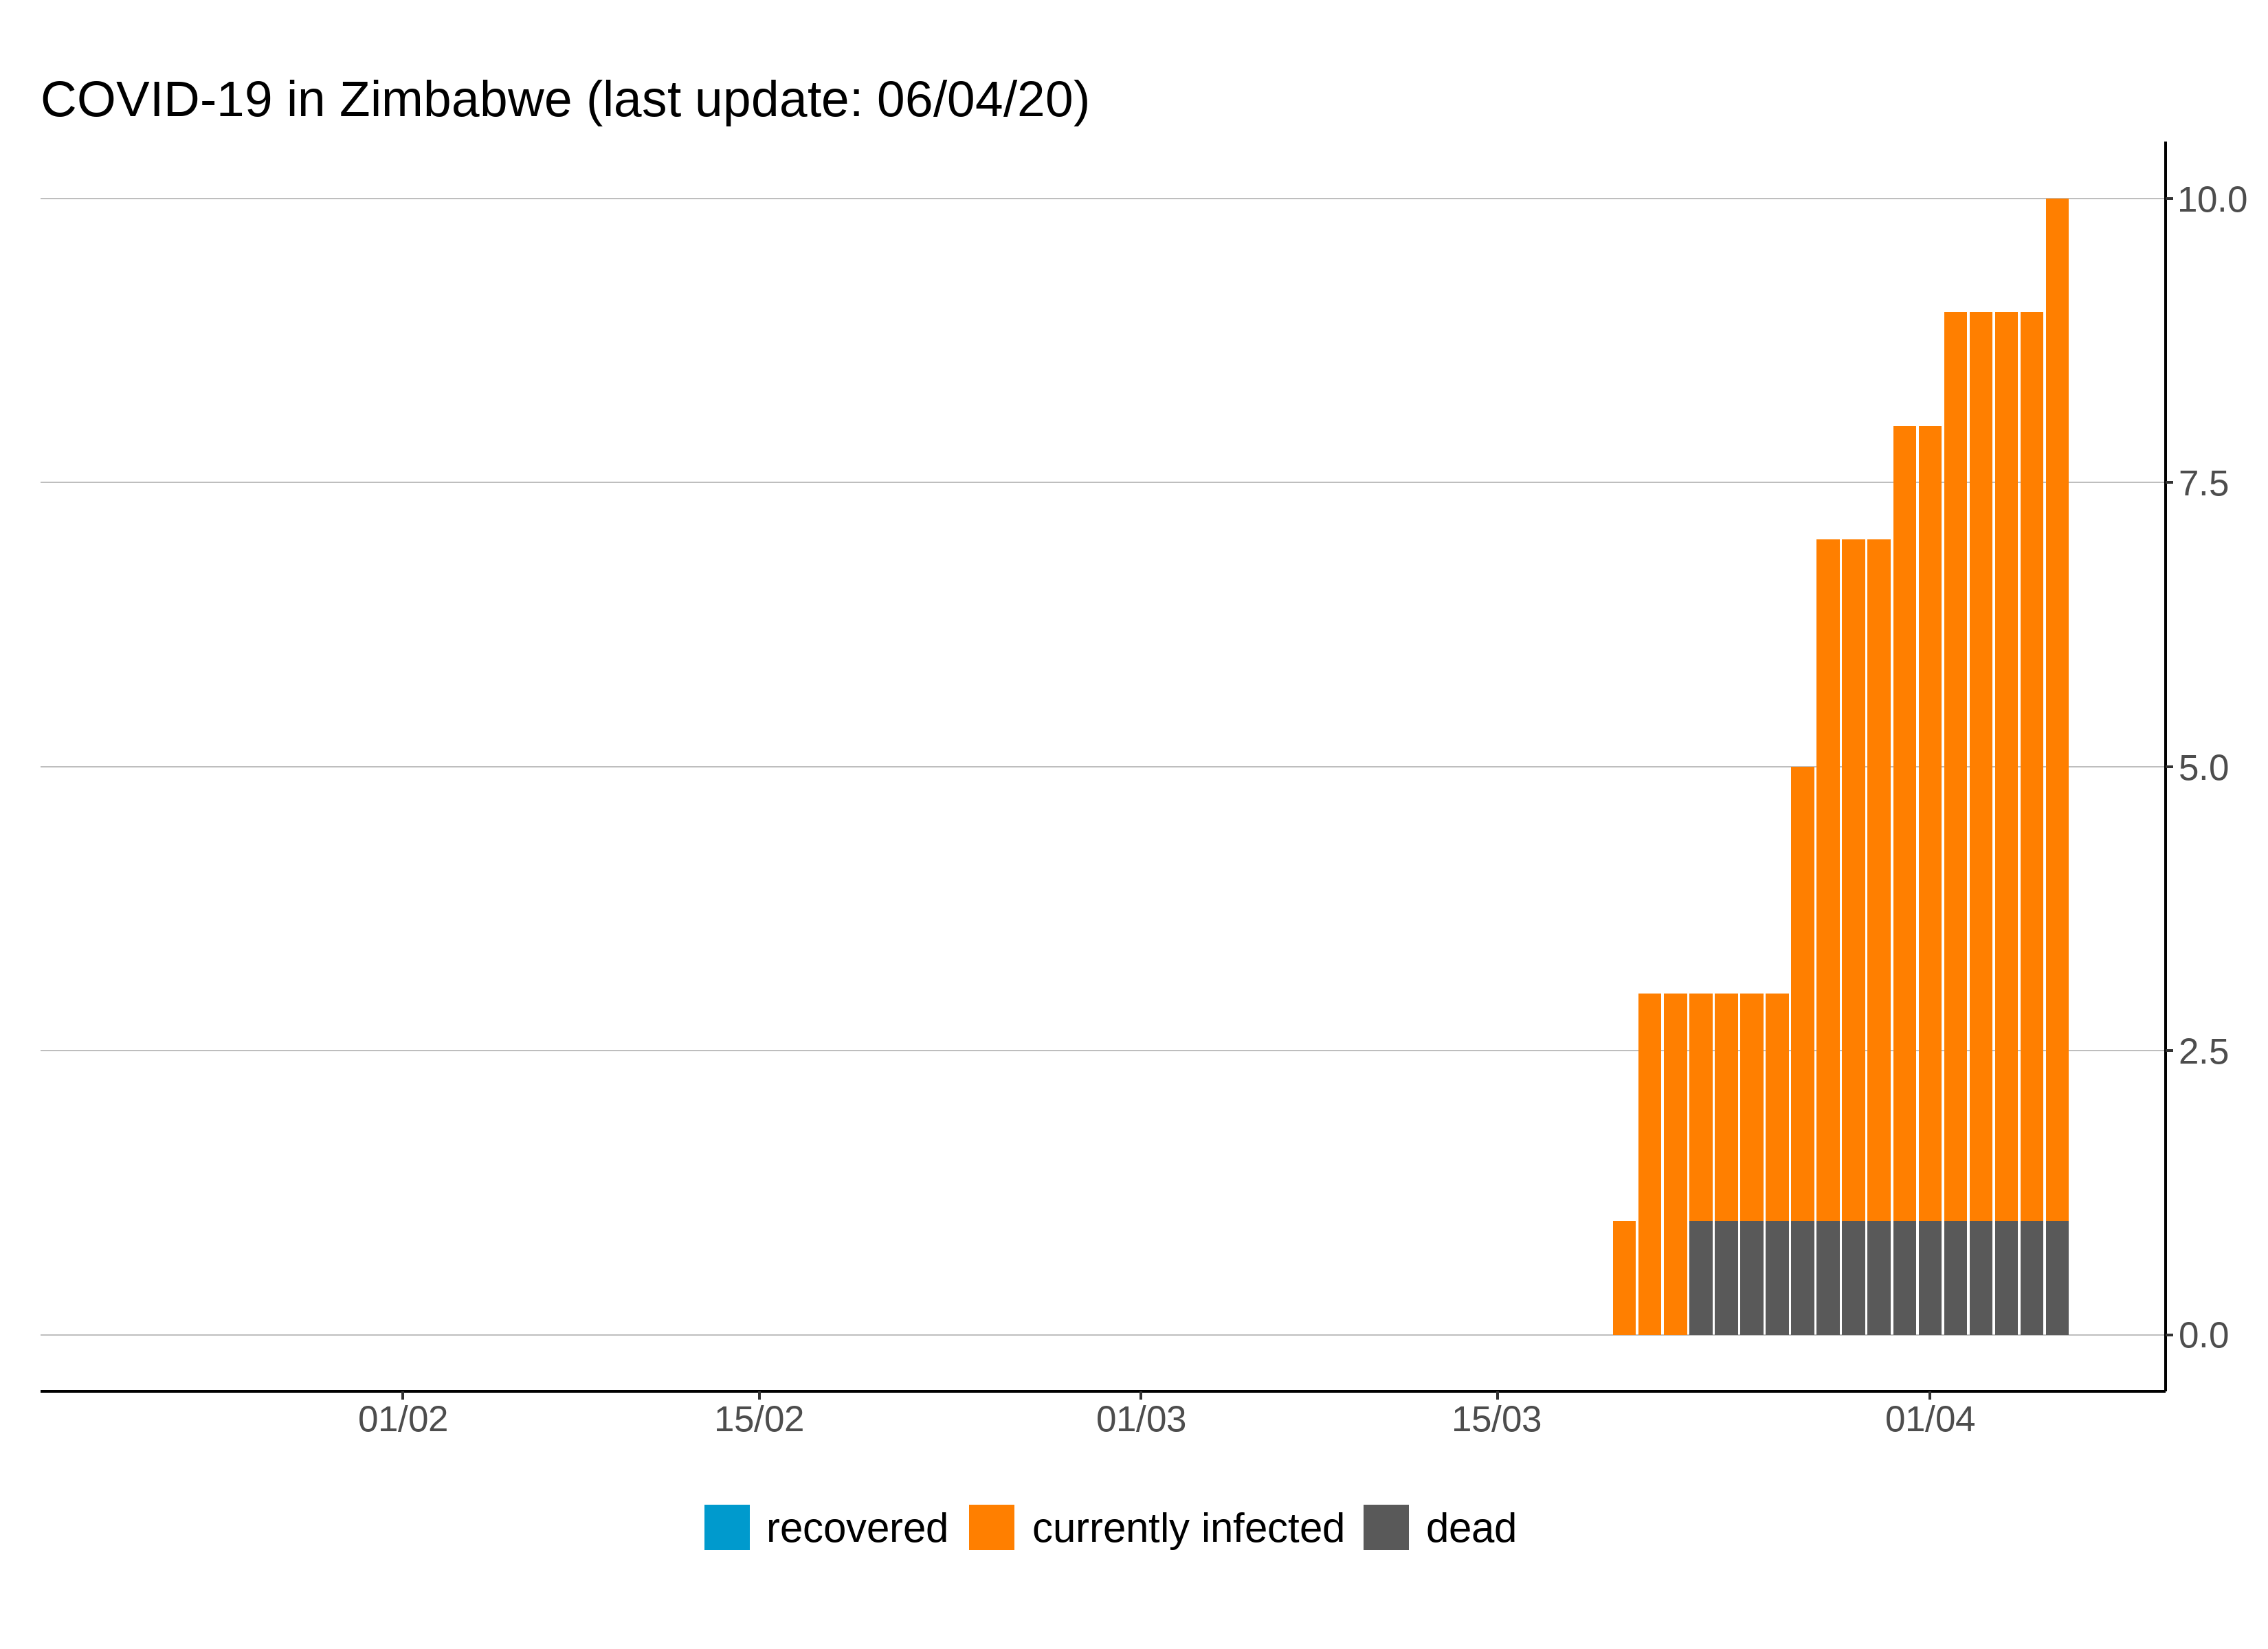 COVID-19 in Zimbabwe (last update: 06/04/20)
10.0
7.5
5.0
2.5
0.0
01/02 15/02 01/03 15/03 01/04
recovered currently infected dead